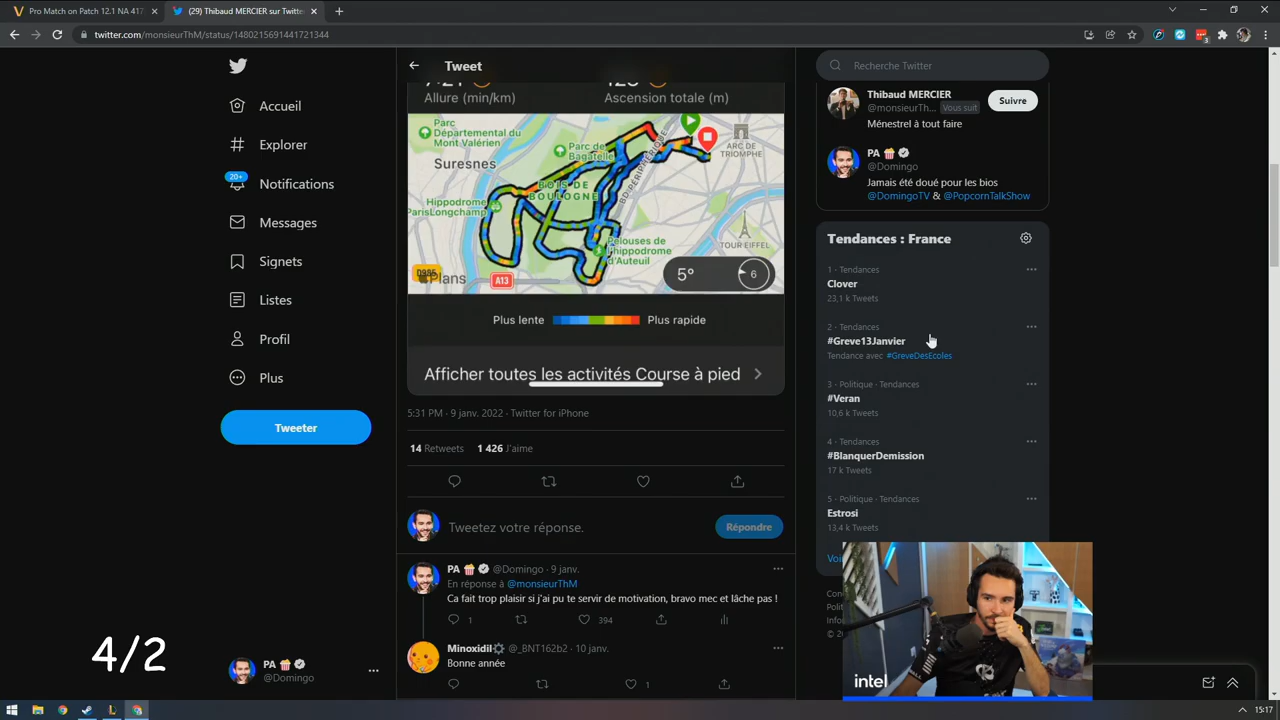 Pro Match on Patch 12.1 NA 417
(29) Thibaud MERCIER sur Twitte
twitter.com/monsieurThM/status/1480215691441721344
3
Accueil
Explorer
20+
Notifications
Messages
Signets
Listes
Profil
Plus
Tweeter
4/2
PA
@Domingo
Tweet
Allure (min/km)
Ascension totale (m)
Parc
Départemental du
Mont Valérien
Suresnes
Parc de
Bagatelle
BD PÉRIPHÉRIQUE
ARC DE
TRIOMPHE
BOIS DE
BOULOGNE
Hippodrome
ParisLongchamp
TOUR EIFFEL
Pelouses de
l'hippodrome
d'Auteuil
D985
Plans
A13
5°
6
Plus lente
Plus rapide
Afficher toutes les activités Course à pied
5:31 PM · 9 janv. 2022 · Twitter for iPhone
14 Retweets 1 426 J'aime
Tweetez votre réponse.
Répondre
PA @Domingo · 9 janv.
En réponse à @monsieurThM
Ca fait trop plaisir si j'ai pu te servir de motivation, bravo mec et lâche pas !
1
394
Minoxidil @_BNT162b2 · 10 janv.
Bonne année
1
Recherche Twitter
Thibaud MERCIER
@monsieurTh... Vous suit
Suivre
Ménestrel à tout faire
PA
@Domingo
Jamais été doué pour les bios
@DomingoTV & @PopcornTalkShow
Tendances : France
1 · Tendances
Clover
23,1 k Tweets
2 · Tendances
#Greve13Janvier
Tendance avec #GreveDesEcoles
3 · Politique · Tendances
#Veran
10,6 k Tweets
4 · Tendances
#BlanquerDemission
17 k Tweets
5 · Politique · Tendances
Estrosi
13,4 k Tweets
intel
15:17